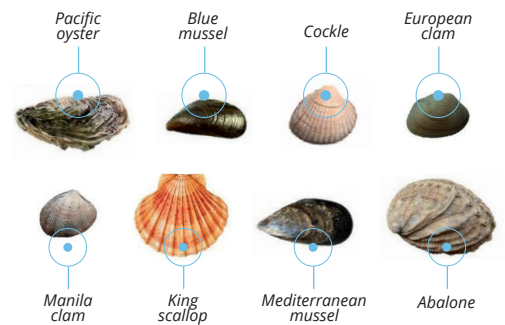 Pacific
oyster
Blue
mussel
Cockle
European
clam
Manila
clam
King
scallop
Mediterranean
mussel
Abalone